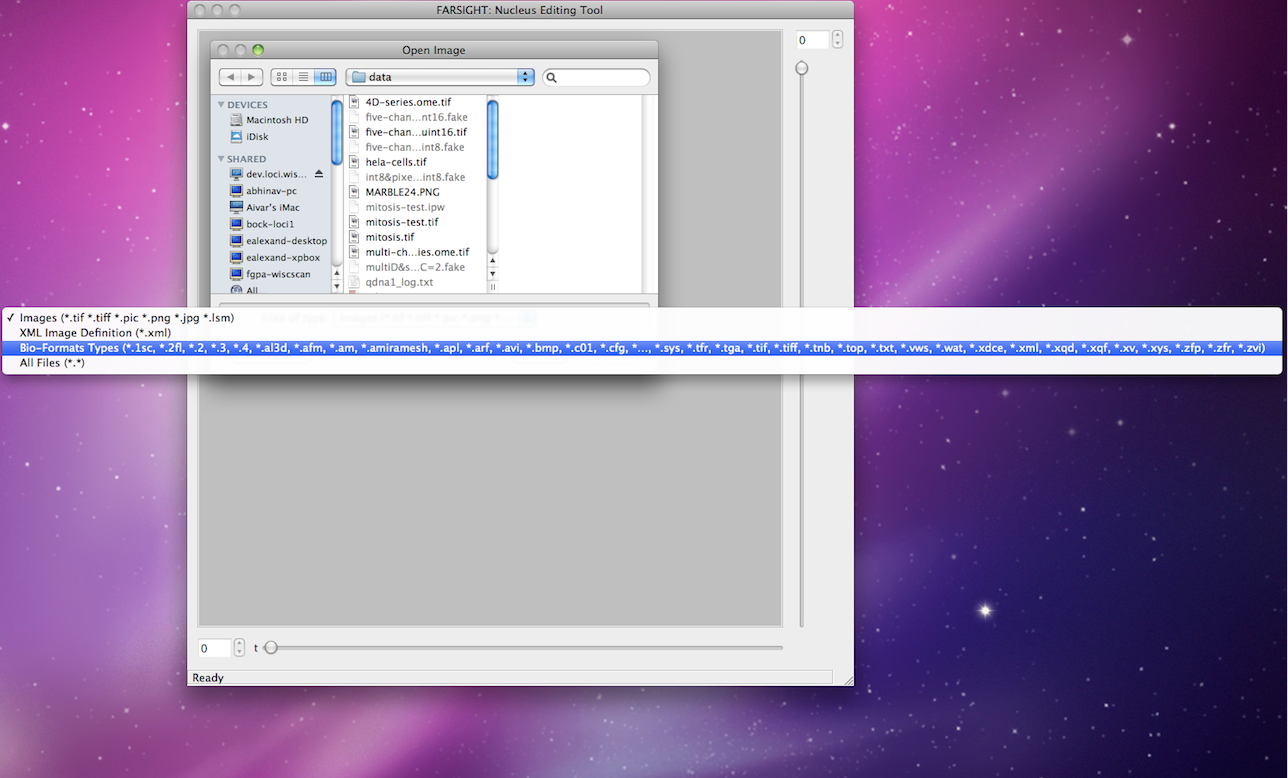 FARSIGHT: Nucleus Editing Tool
0
Open Image
data
DEVICES
Macintosh HD
iDisk
SHARED
dev.loci.wis...
abhinav-pc
Aivar's iMac
bock-loci1
ealexand-desktop
ealexand-xpbox
fgpa-wiscscan
All
4D-series.ome.tif
five-chan...nt16.fake
five-chan...uint16.tif
five-chan...int8.fake
hela-cells.tif
int8&pixe...int8.fake
MARBLE24.PNG
mitosis-test.ipw
mitosis-test.tif
mitosis.tif
multi-ch...ies.ome.tif
multiD&s...C=2.fake
qdna1_log.txt
✓ Images (*.tif *.tiff *.pic *.png *.jpg *.lsm)
XML Image Definition (*.xml)
Bio-Formats Types (*.1sc, *.2fl, *.2, *.3, *.4, *.al3d, *.afm, *.am, *.amiramesh, *.apl, *.arf, *.avi, *.bmp, *.c01, *.cfg, *..., *.sys, *.tfr, *.tga, *.tif, *.tiff, *.tnb, *.top, *.txt, *.vws, *.wat, *.xdce, *.xml, *.xqd, *.xqf, *.xv, *.xys, *.zfp, *.zfr, *.zvi)
All Files (*.*)
0
t
Ready